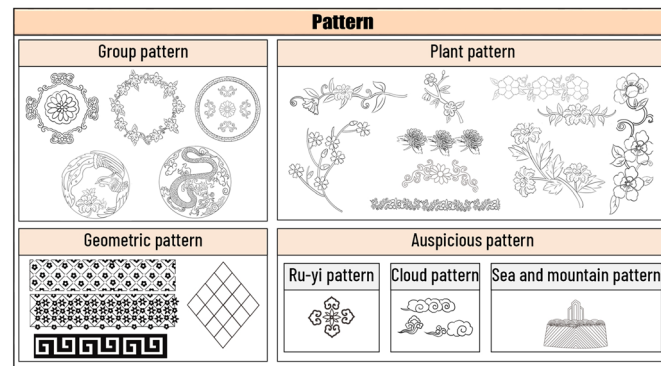 Pattern
Group pattern
Plant pattern
Geometric pattern
Auspicious pattern
Ru-yi pattern
Cloud pattern
Sea and mountain pattern